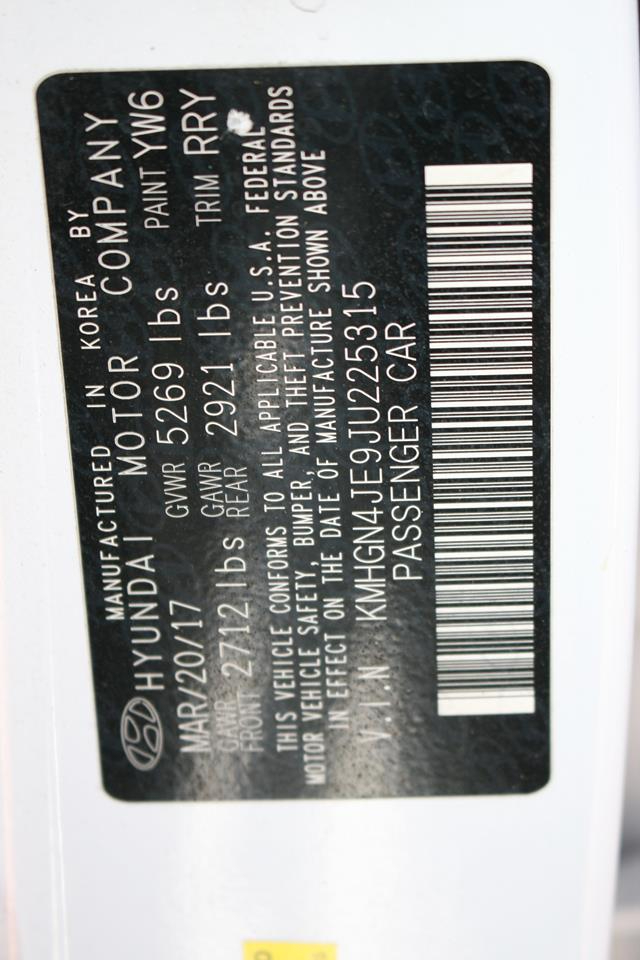 MANUFACTURED IN KOREA BY
HYUNDAI MOTOR COMPANY
MAR/20/17 GVWR 5269 lbs PAINT YW6
GAWR FRONT 2712 lbs GAWR REAR 2921 lbs TRIM RRY
THIS VEHICLE CONFORMS TO ALL APPLICABLE U.S.A. FEDERAL
MOTOR VEHICLE SAFETY, BUMPER, AND THEFT PREVENTION STANDARDS
IN EFFECT ON THE DATE OF MANUFACTURE SHOWN ABOVE
V.I.N KMHGN4JE9JU225315
PASSENGER CAR